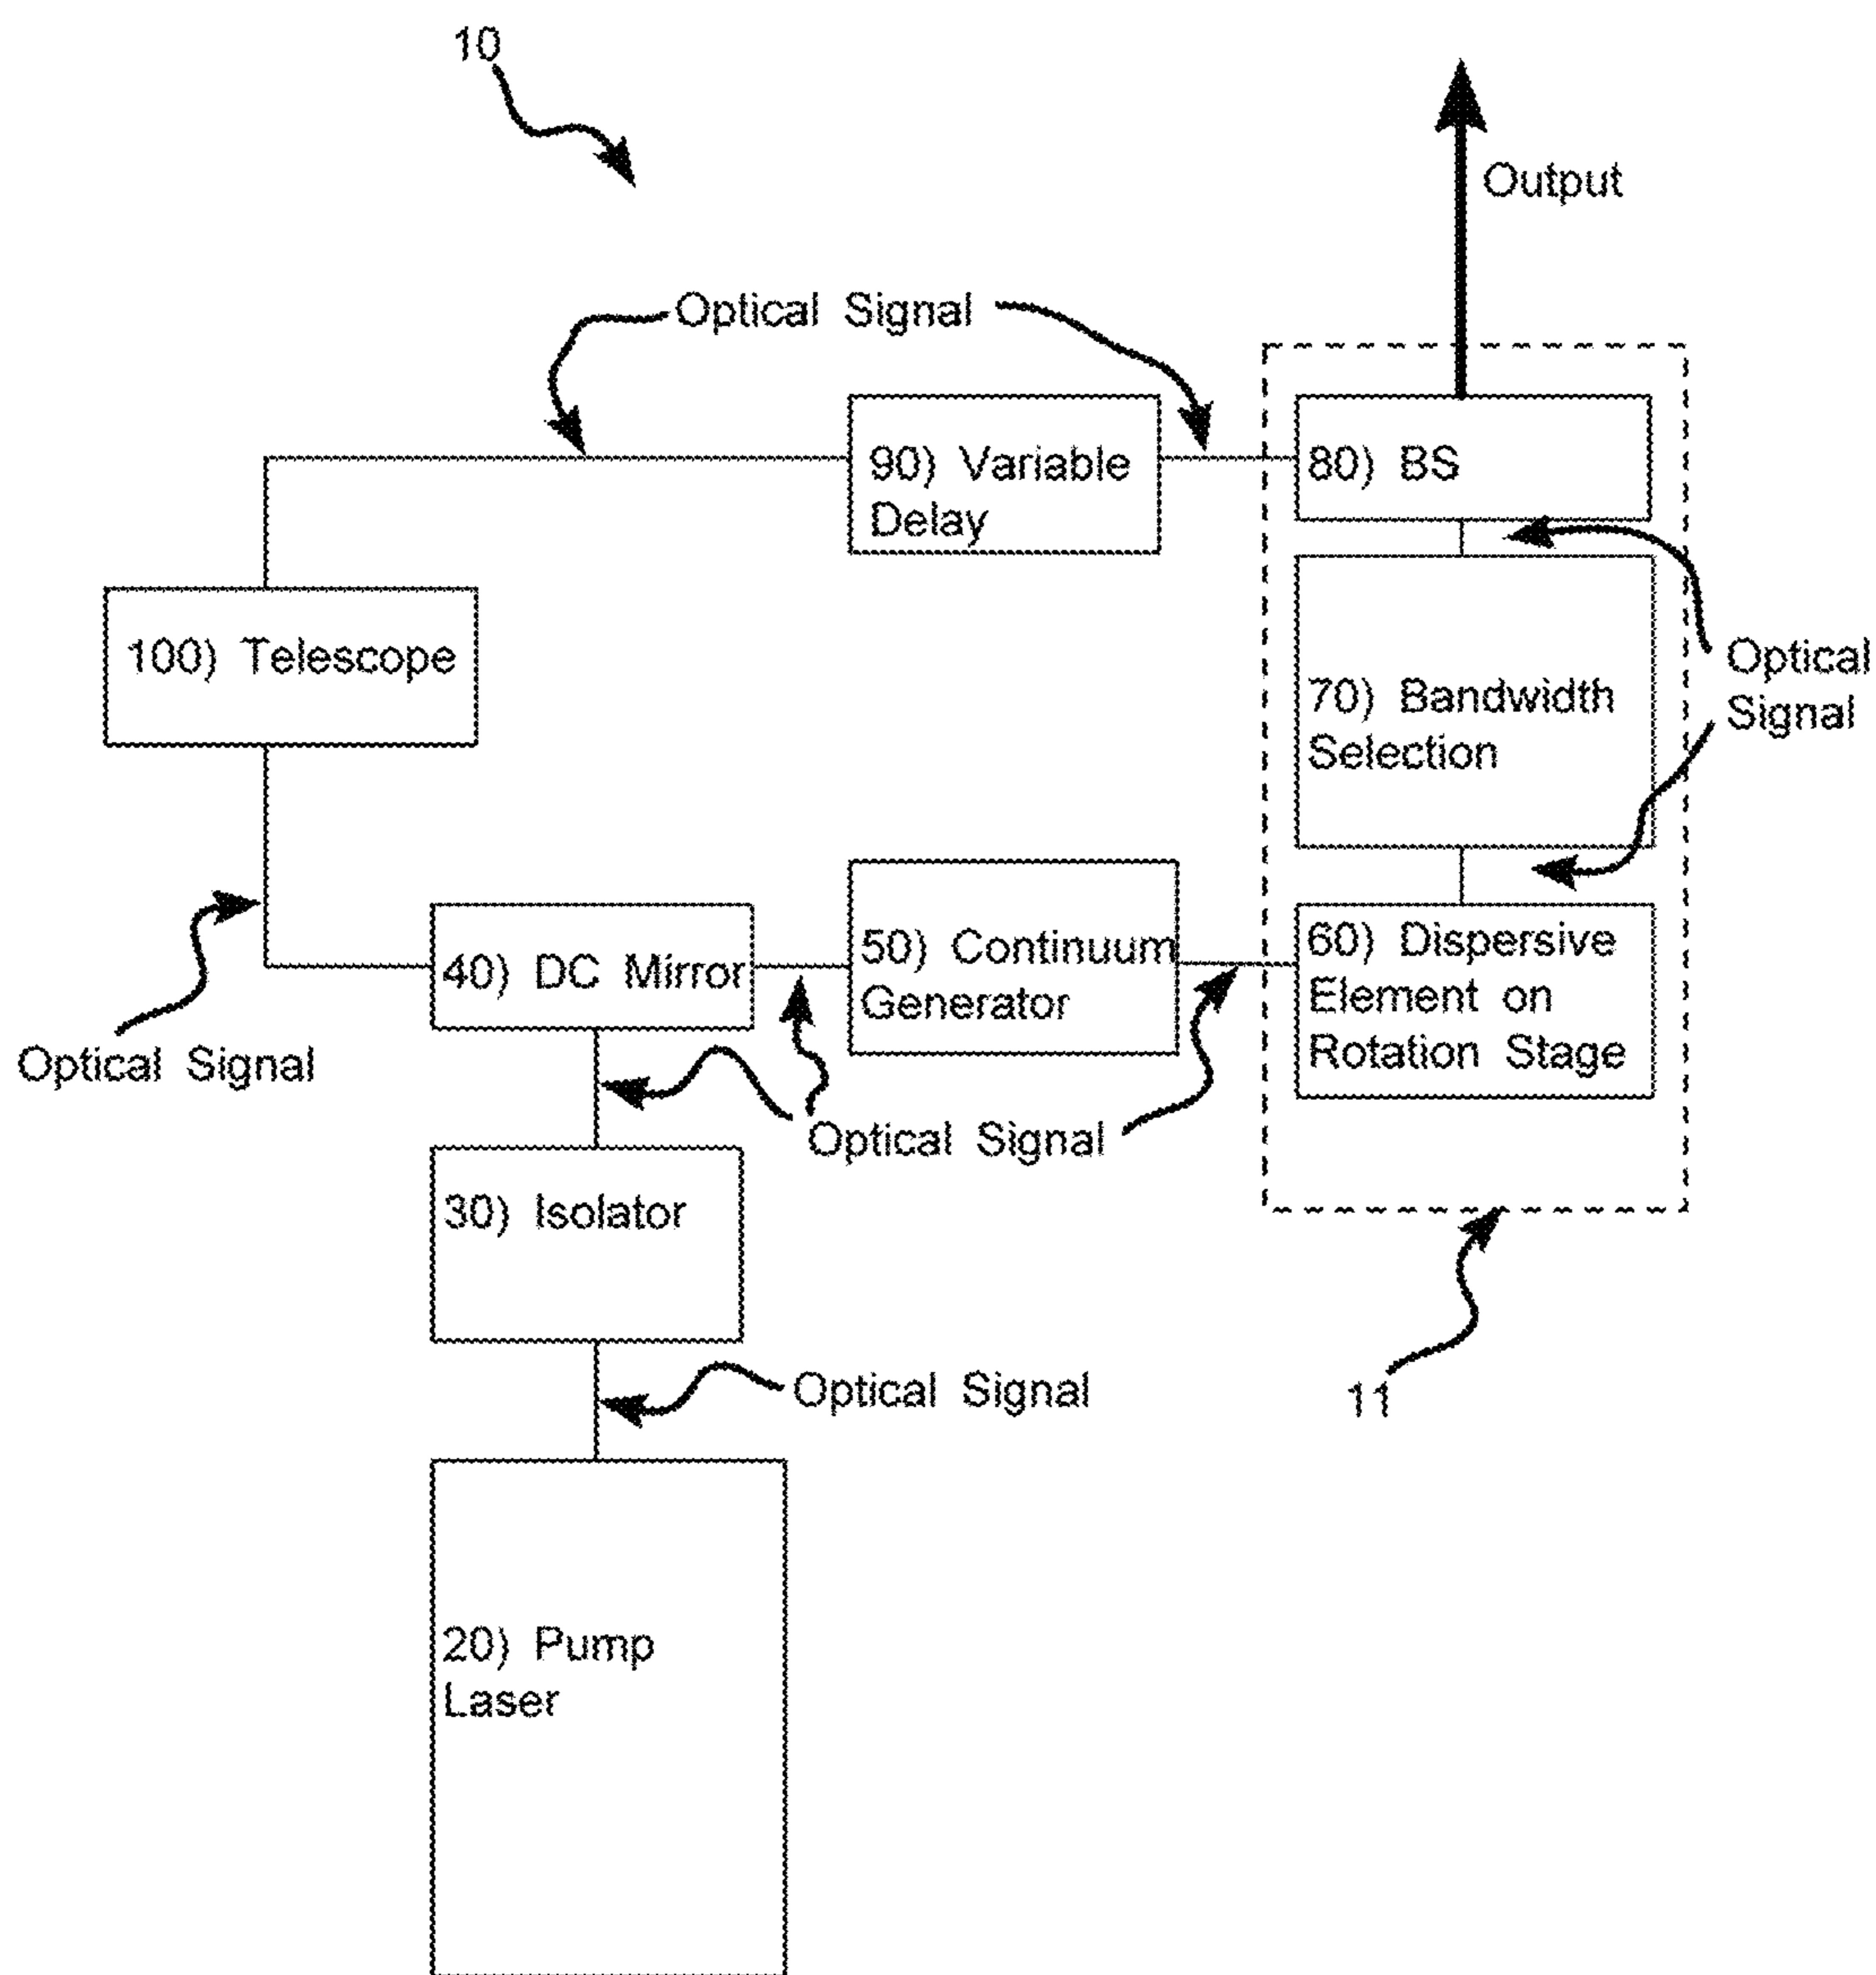 10
Output
Optical Signal
90) Variable
Delay
80) BS
100) Telescope
70) Bandwidth
Selection
Optical
Signal
40) DC Mirror
50) Continuum
Generator
60) Dispersive
Element on
Rotation Stage
Optical Signal
Optical Signal
30) Isolator
Optical Signal
11
20) Pump
Laser